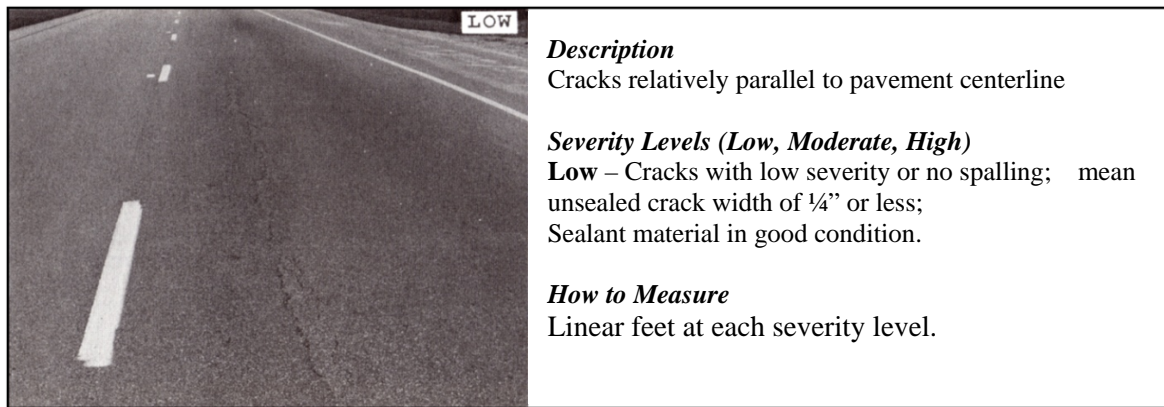 LOW
Description
Cracks relatively parallel to pavement centerline
Severity Levels (Low, Moderate, High)
Low – Cracks with low severity or no spalling; mean
unsealed crack width of ¼” or less;
Sealant material in good condition.
How to Measure
Linear feet at each severity level.